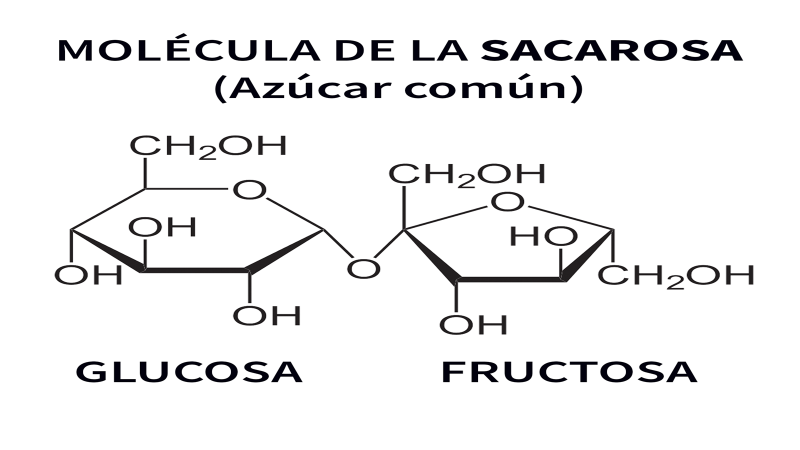 MOLÉCULA DE LA SACAROSA
(Azúcar común)
CH₂OH
CH₂OH
O
O
OH
HO
OH
O
CH₂OH
OH
OH
GLUCOSA
FRUCTOSA